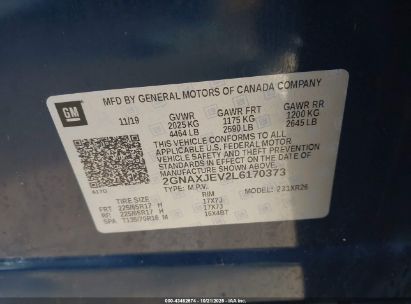 GM
MFD BY GENERAL MOTORS OF CANADA COMPANY
11/19 GVWR GAWR FRT GAWR RR
2025 KG 1175 KG 1200 KG
4464 LB 2590 LB 2645 LB
THIS VEHICLE CONFORMS TO ALL
APPLICABLE U.S. FEDERAL MOTOR
VEHICLE SAFETY AND THEFT PREVENTION
STANDARDS IN EFFECT ON THE DATE OF
MANUFACTURE SHOWN ABOVE.
2GNAXJEV2L6170373
TYPE: M.P.V. MODEL: 231XR26
617O
TIRE SIZE RIM
FRT 225/65R17 H 17X7J
RR 225/65R17 H 17X7J
SPA T135/70R16 M 16X4BT